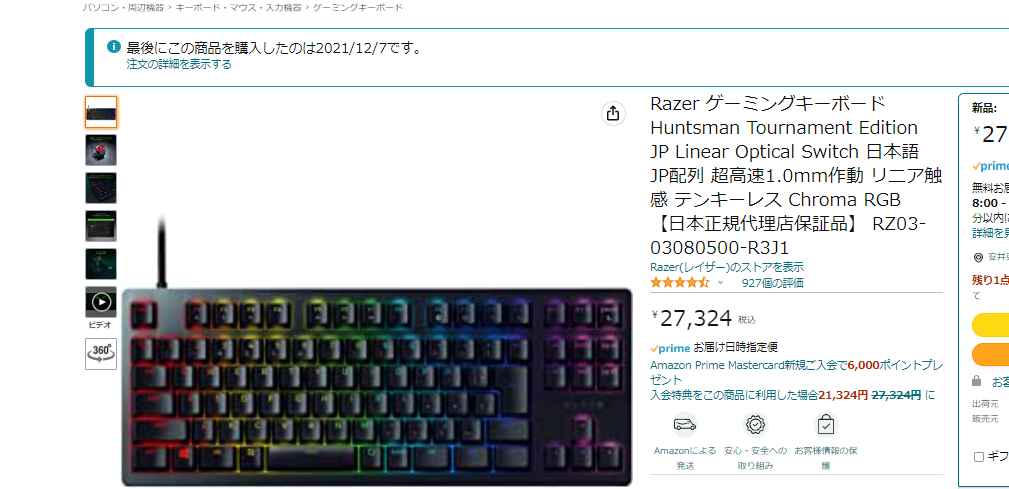 パソコン・周辺機器 › キーボード・マウス・入力機器 › ゲーミングキーボード
最後にこの商品を購入したのは2021/12/7です。
注文の詳細を表示する
ビデオ
360°
Razer ゲーミングキーボード
Huntsman Tournament Edition
JP Linear Optical Switch 日本語
JP配列 超高速1.0mm作動 リニア触
感 テンキーレス Chroma RGB
【日本正規代理店保証品】 RZ03-
03080500-R3J1
Razer(レイザー)のストアを表示
927個の評価
¥27,324 税込
prime お届け日時指定便
Amazon Prime Mastercard新規ご入会で6,000ポイントプレ
ゼント
入会特典をこの商品に利用した場合21,324円 27,324円 に
Amazonによる
発送
安心・安全への
取り組み
お客様情報の保
護
新品:
¥27
prime
無料お届
8:00 -
分以内に
詳細を見
残り1点
て
お客
出荷元
販売元
ギフ